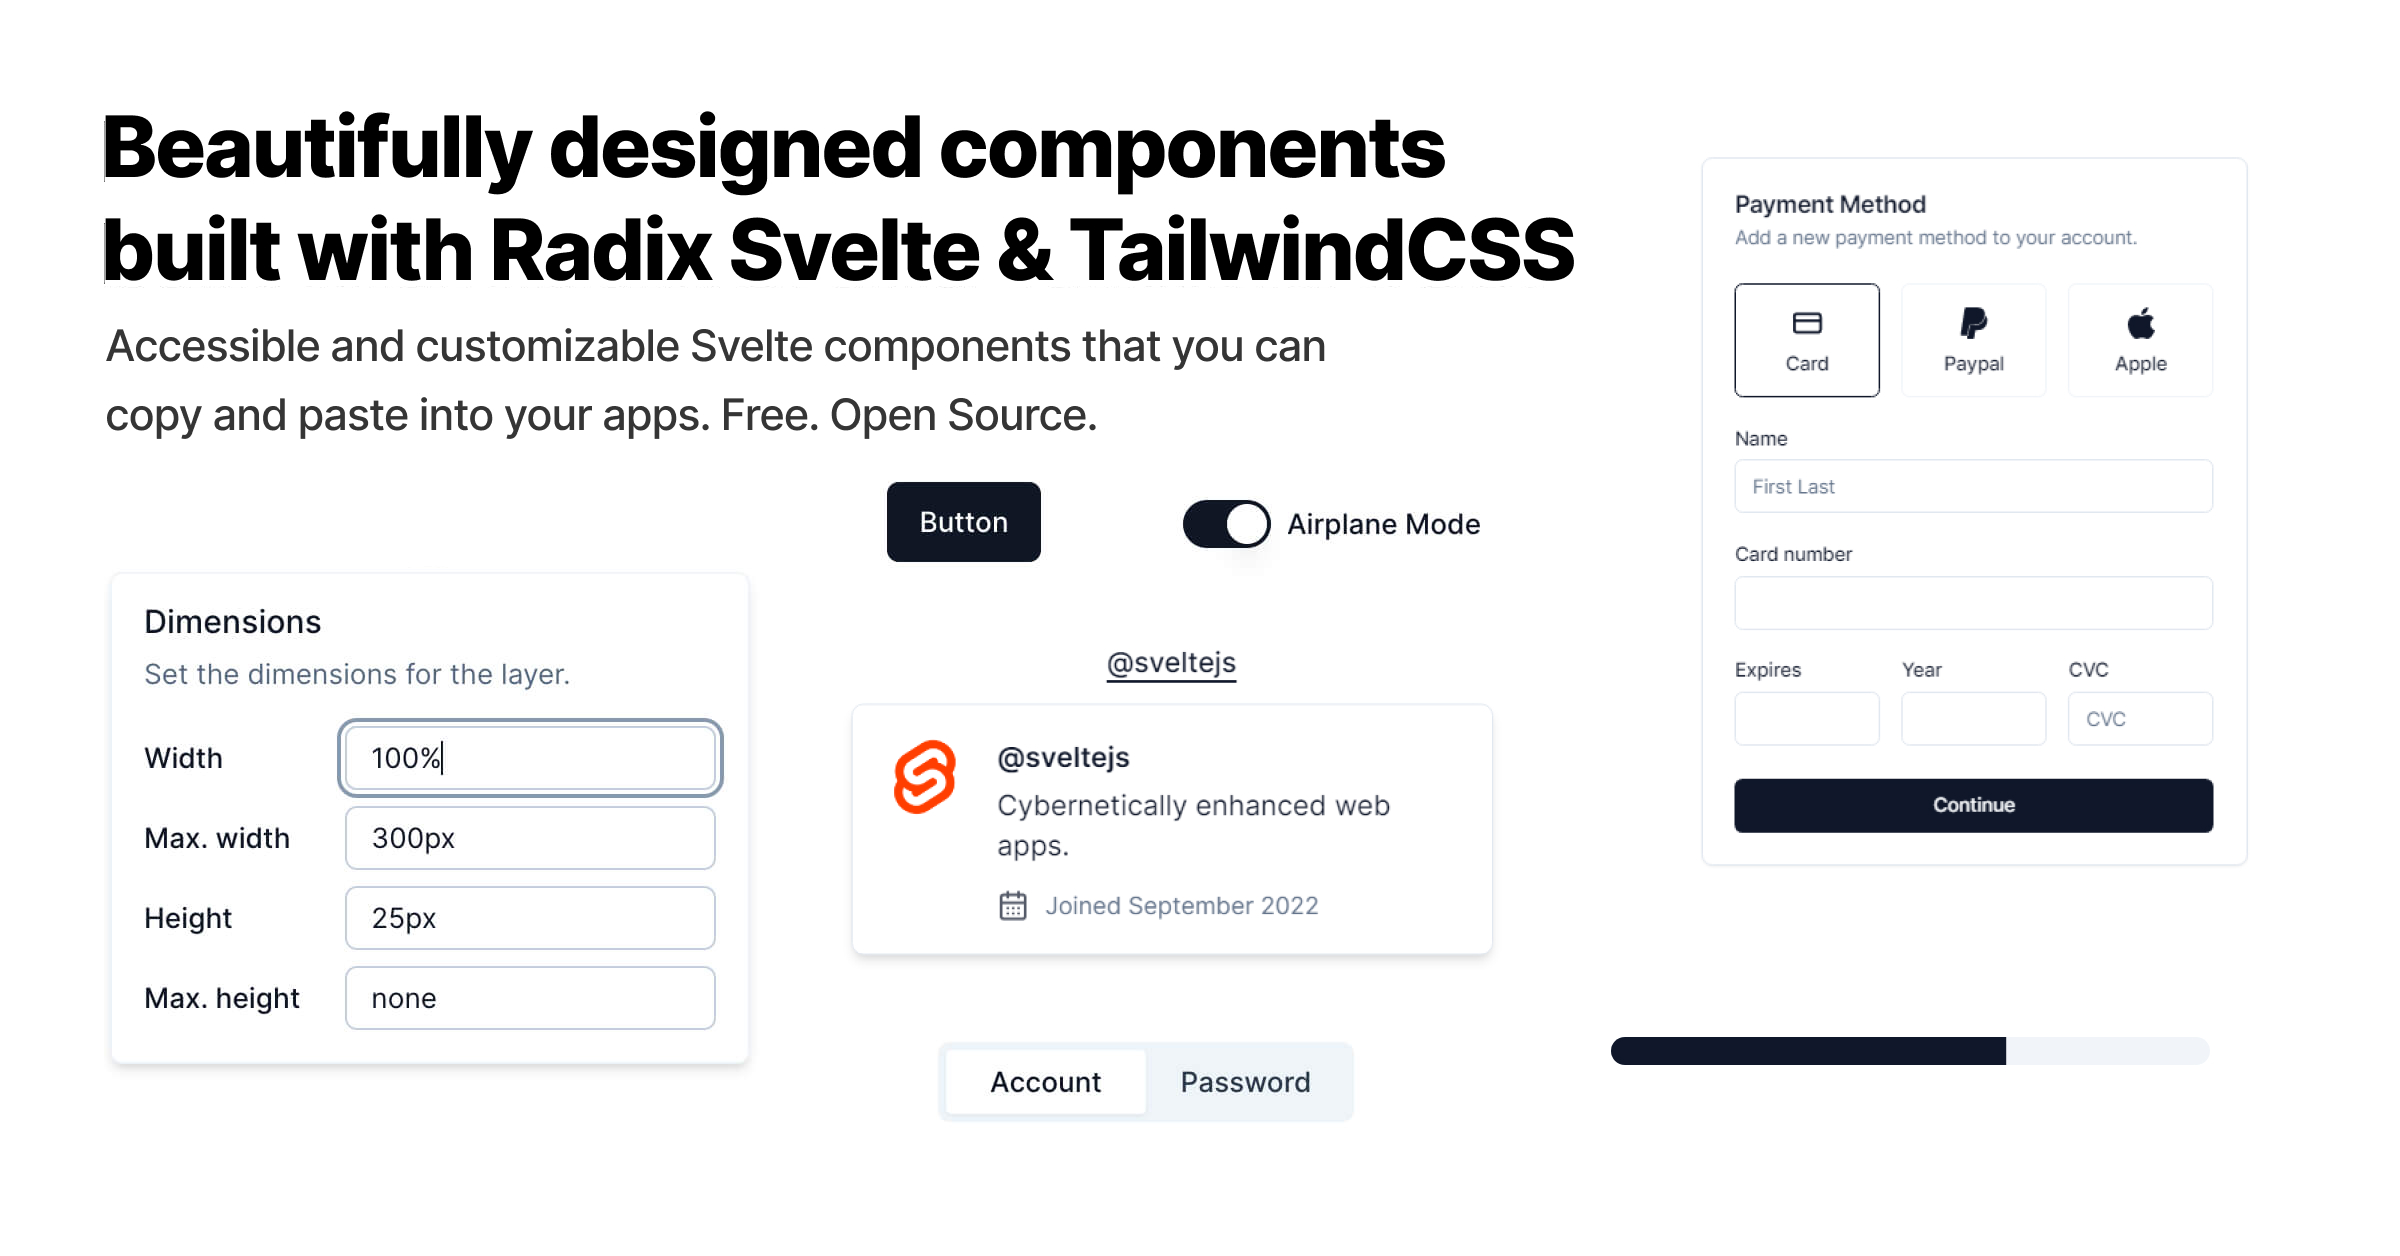 Beautifully designed components
built with Radix Svelte & TailwindCSS
Accessible and customizable Svelte components that you can
copy and paste into your apps. Free. Open Source.
Button
Airplane Mode
Dimensions
Set the dimensions for the layer.
Width
100%
Max. width
300px
Height
25px
Max. height
none
@sveltejs
@sveltejs
Cybernetically enhanced web
apps.
Joined September 2022
Account
Password
Payment Method
Add a new payment method to your account.
Card
Paypal
Apple
Name
First Last
Card number
Expires
Year
CVC
CVC
Continue